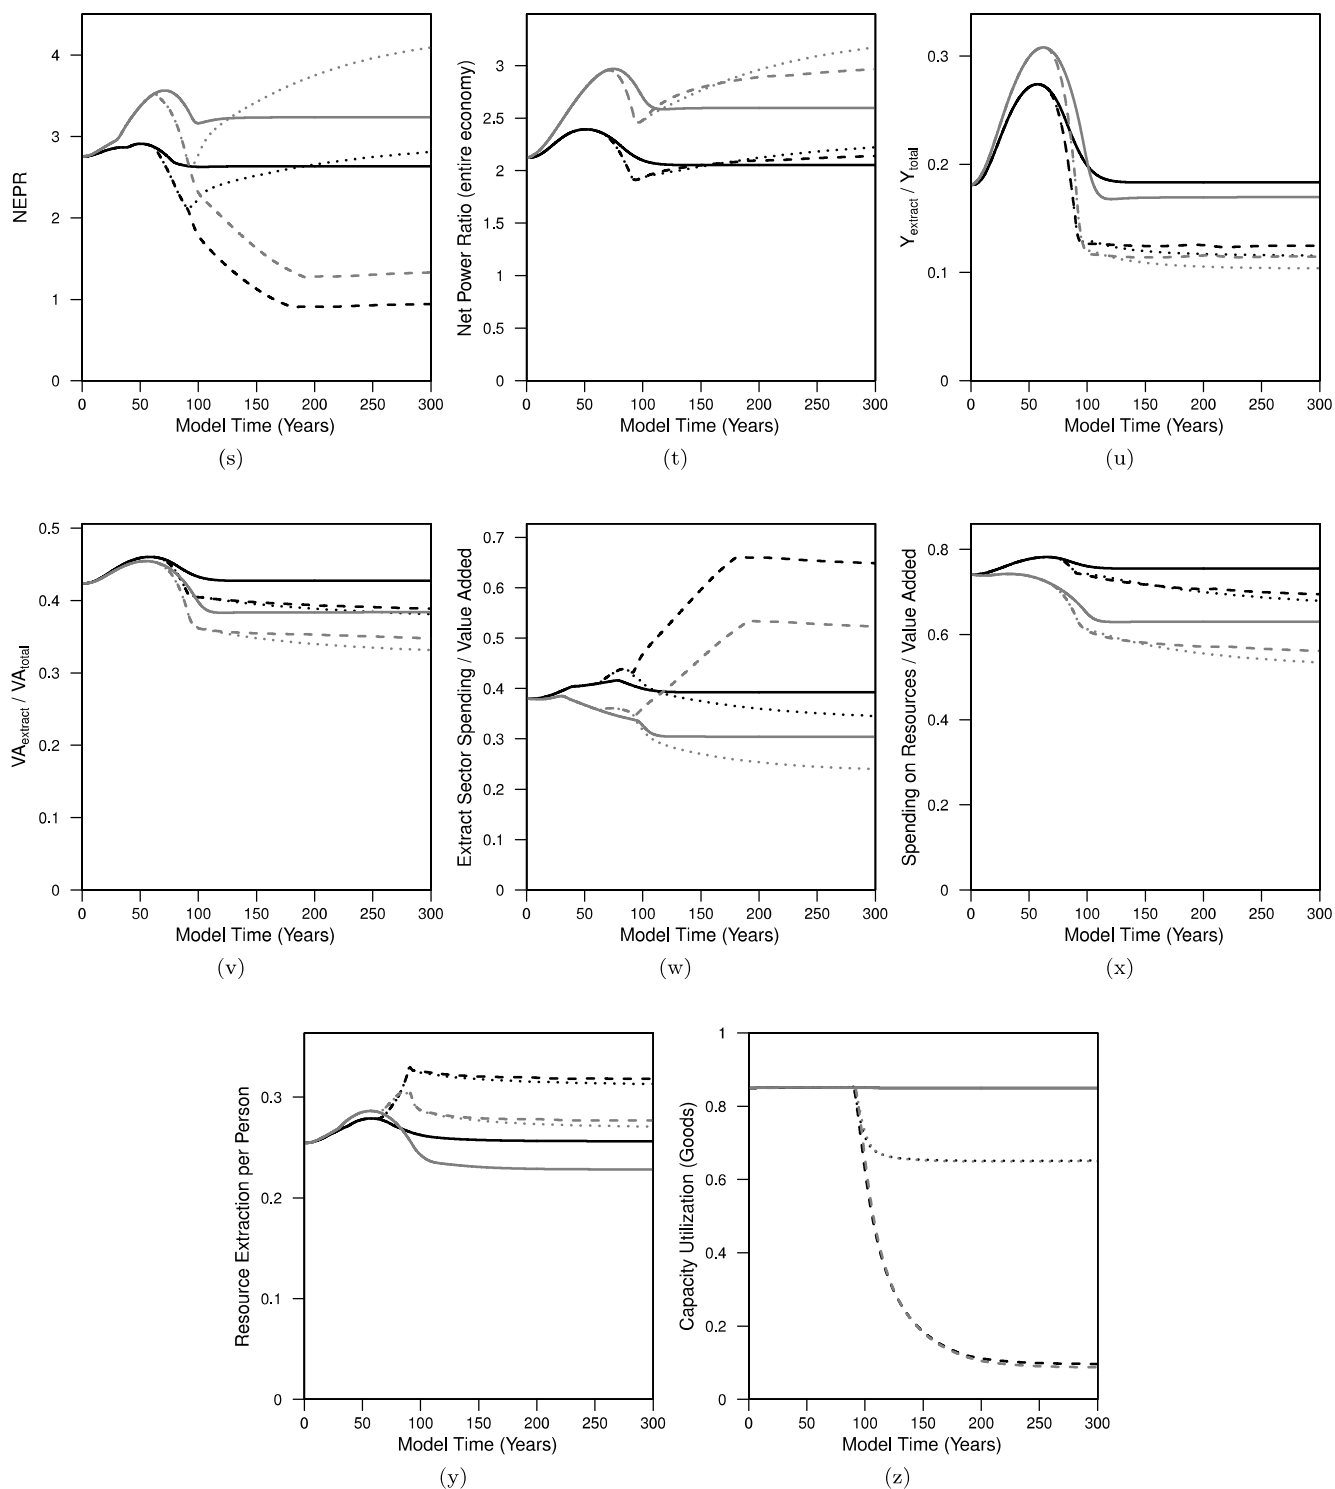 NEPR
4
3
2
1
0
0 50 100 150 200 250 300
Model Time (Years)
(s)
Net Power Ratio (entire economy)
3
2.5
2
1.5
1
0.5
0
0 50 100 150 200 250 300
Model Time (Years)
(t)
Y_extract / Y_total
0.3
0.2
0.1
0
0 50 100 150 200 250 300
Model Time (Years)
(u)
VA_extract / VA_total
0.5
0.4
0.3
0.2
0.1
0
0 50 100 150 200 250 300
Model Time (Years)
(v)
Extract Sector Spending / Value Added
0.7
0.6
0.5
0.4
0.3
0.2
0.1
0
0 50 100 150 200 250 300
Model Time (Years)
(w)
Spending on Resources / Value Added
0.8
0.6
0.4
0.2
0
0 50 100 150 200 250 300
Model Time (Years)
(x)
Resource Extraction per Person
0.3
0.2
0.1
0
0 50 100 150 200 250 300
Model Time (Years)
(y)
Capacity Utilization (Goods)
1
0.8
0.6
0.4
0.2
0
0 50 100 150 200 250 300
Model Time (Years)
(z)